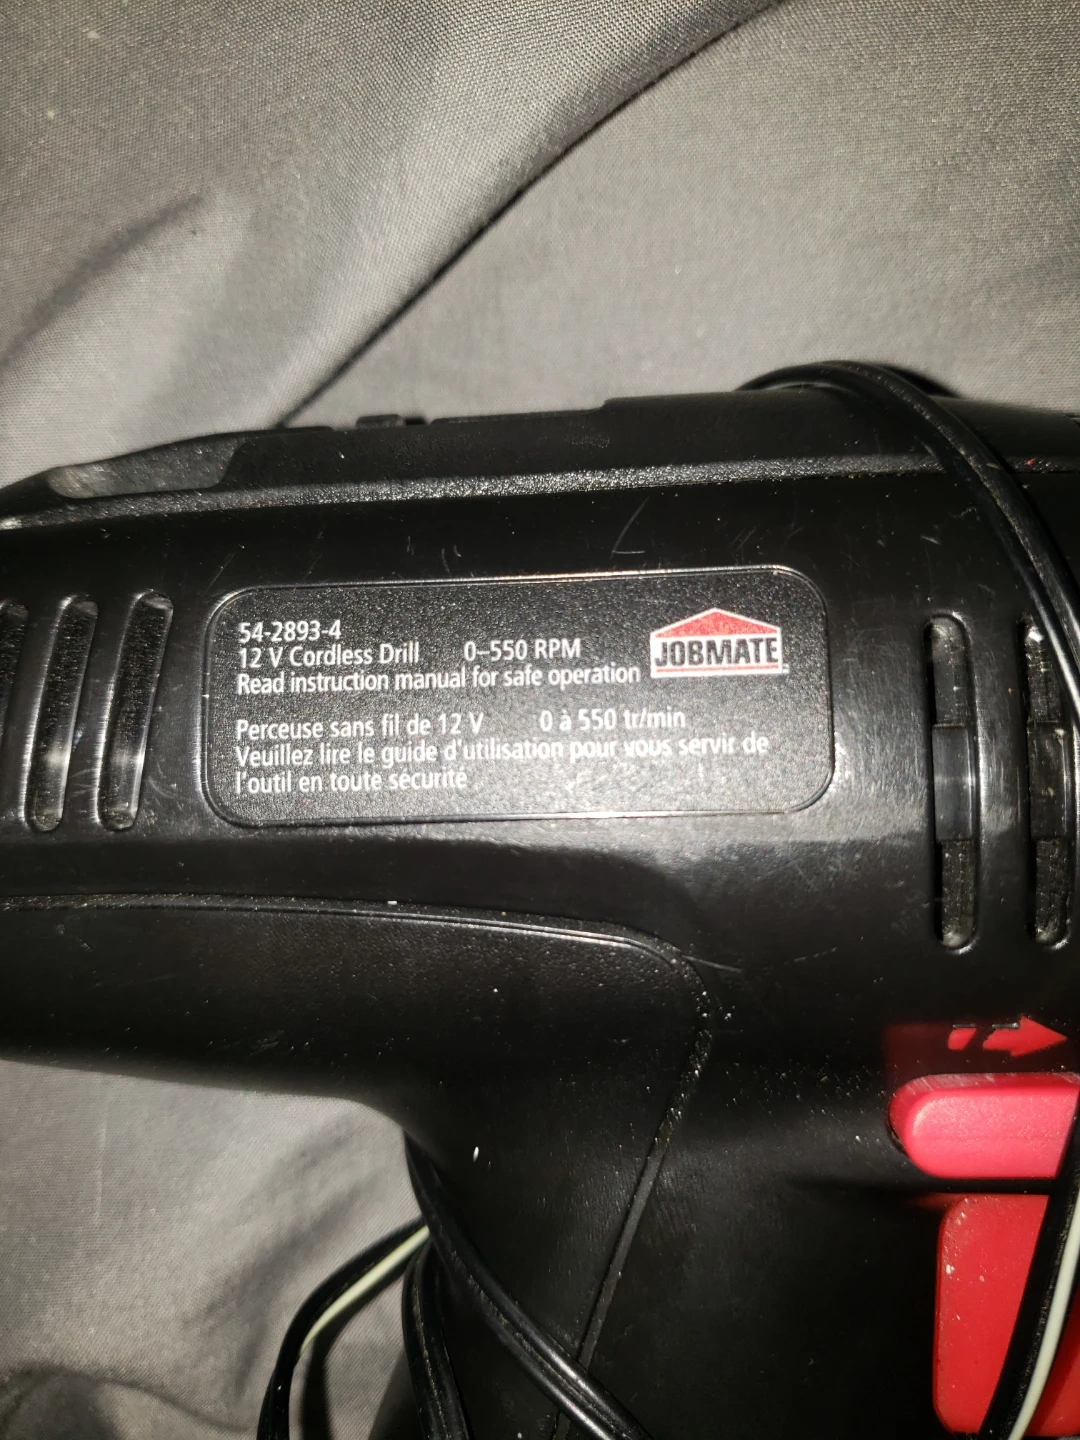 54-2893-4
12 V Cordless Drill 0–550 RPM
Read instruction manual for safe operation
JOBMATE
Perceuse sans fil de 12 V 0 à 550 tr/min
Veuillez lire le guide d'utilisation pour vous servir de
l'outil en toute sécurité